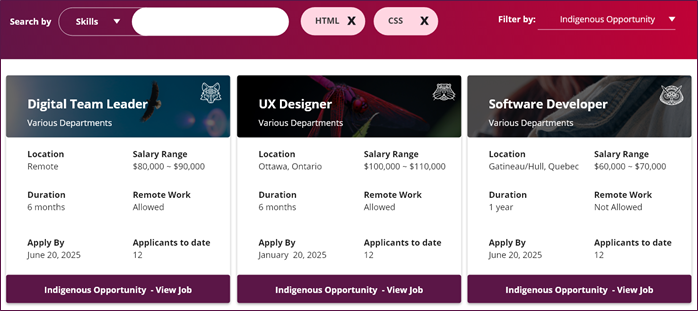 Search by Skills HTML X CSS X Filter by: Indigenous Opportunity
Digital Team Leader
Various Departments
Location Salary Range
Remote $80,000 – $90,000
Duration Remote Work
6 months Allowed
Apply By Applicants to date
June 20, 2025 12
Indigenous Opportunity - View Job
UX Designer
Various Departments
Location Salary Range
Ottawa, Ontario $100,000 – $110,000
Duration Remote Work
6 months Allowed
Apply By Applicants to date
January 20, 2025 12
Indigenous Opportunity - View Job
Software Developer
Various Departments
Location Salary Range
Gatineau/Hull, Quebec $60,000 – $70,000
Duration Remote Work
1 year Not Allowed
Apply By Applicants to date
June 20, 2025 12
Indigenous Opportunity - View Job